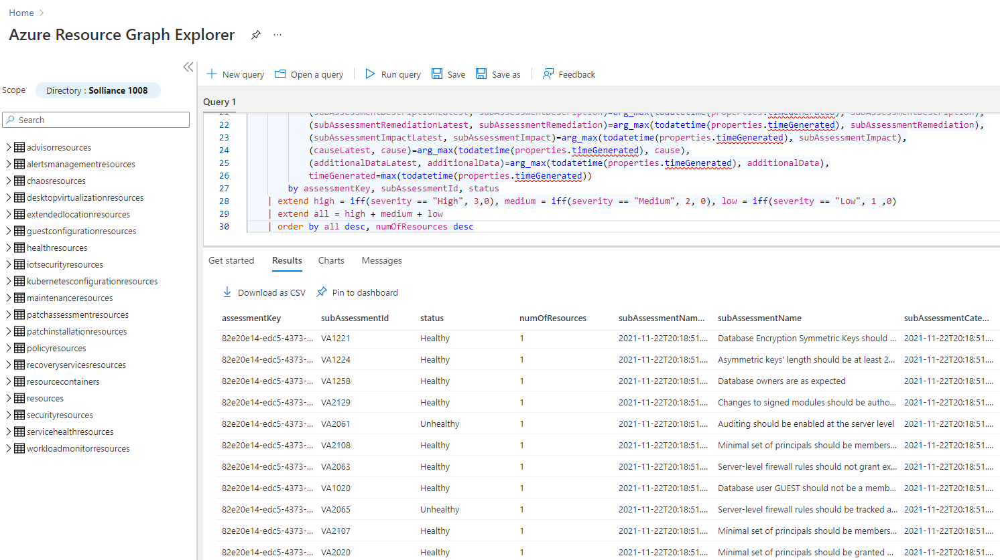 Home
Azure Resource Graph Explorer ...
Scope Directory : Solliance 1008
Search
advisorresources
alertsmanagementresources
chaosresources
desktopvirtualizationresources
extendedlocationresources
guestconfigurationresources
healthresources
iotsecurityresources
kubernetesconfigurationresources
maintenanceresources
patchassessmentresources
patchinstallationresources
policyresources
recoveryservicesresources
resourcecontainers
resources
securityresources
servicehealthresources
workloadmonitorresources
New query Open a query Run query Save Save as Feedback
Query 1
21 (subAssessmentDescriptionLatest, subAssessmentDescription)=arg_max(todatetime(properties.timeGenerated), subAssessmentDescription),
22 (subAssessmentRemediationLatest, subAssessmentRemediation)=arg_max(todatetime(properties.timeGenerated), subAssessmentRemediation),
23 (subAssessmentImpactLatest, subAssessmentImpact)=arg_max(todatetime(properties.timeGenerated), subAssessmentImpact),
24 (causeLatest, cause)=arg_max(todatetime(properties.timeGenerated), cause),
25 (additionalDataLatest, additionalData)=arg_max(todatetime(properties.timeGenerated), additionalData),
26 timeGenerated=max(todatetime(properties.timeGenerated))
27 by assessmentKey, subAssessmentId, status
28 | extend high = iff(severity == "High", 3,0), medium = iff(severity == "Medium", 2, 0), low = iff(severity == "Low", 1 ,0)
29 | extend all = high + medium + low
30 | order by all desc, numOfResources desc
Get started Results Charts Messages
Download as CSV Pin to dashboard
assessmentKey subAssessmentId status numOfResources subAssessmentNam... subAssessmentName subAssessmentCate...
82e20e14-edc5-4373-... VA1221 Healthy 1 2021-11-22T20:18:51.... Database Encryption Symmetric Keys should ... 2021-11-22T20:18:51....
82e20e14-edc5-4373-... VA1224 Healthy 1 2021-11-22T20:18:51.... Asymmetric keys' length should be at least 2... 2021-11-22T20:18:51....
82e20e14-edc5-4373-... VA1258 Healthy 1 2021-11-22T20:18:51.... Database owners are as expected 2021-11-22T20:18:51....
82e20e14-edc5-4373-... VA2129 Healthy 1 2021-11-22T20:18:51.... Changes to signed modules should be autho... 2021-11-22T20:18:51....
82e20e14-edc5-4373-... VA2061 Unhealthy 1 2021-11-22T20:18:51.... Auditing should be enabled at the server level 2021-11-22T20:18:51....
82e20e14-edc5-4373-... VA2108 Healthy 1 2021-11-22T20:18:51.... Minimal set of principals should be members... 2021-11-22T20:18:51....
82e20e14-edc5-4373-... VA2063 Healthy 1 2021-11-22T20:18:51.... Server-level firewall rules should not grant ex... 2021-11-22T20:18:51....
82e20e14-edc5-4373-... VA1020 Healthy 1 2021-11-22T20:18:51.... Database user GUEST should not be a memb... 2021-11-22T20:18:51....
82e20e14-edc5-4373-... VA2065 Unhealthy 1 2021-11-22T20:18:51.... Server-level firewall rules should be tracked a... 2021-11-22T20:18:51....
82e20e14-edc5-4373-... VA2107 Healthy 1 2021-11-22T20:18:51.... Minimal set of principals should be members... 2021-11-22T20:18:51....
82e20e14-edc5-4373-... VA2020 Healthy 1 2021-11-22T20:18:51.... Minimal set of principals should be granted ... 2021-11-22T20:18:51....